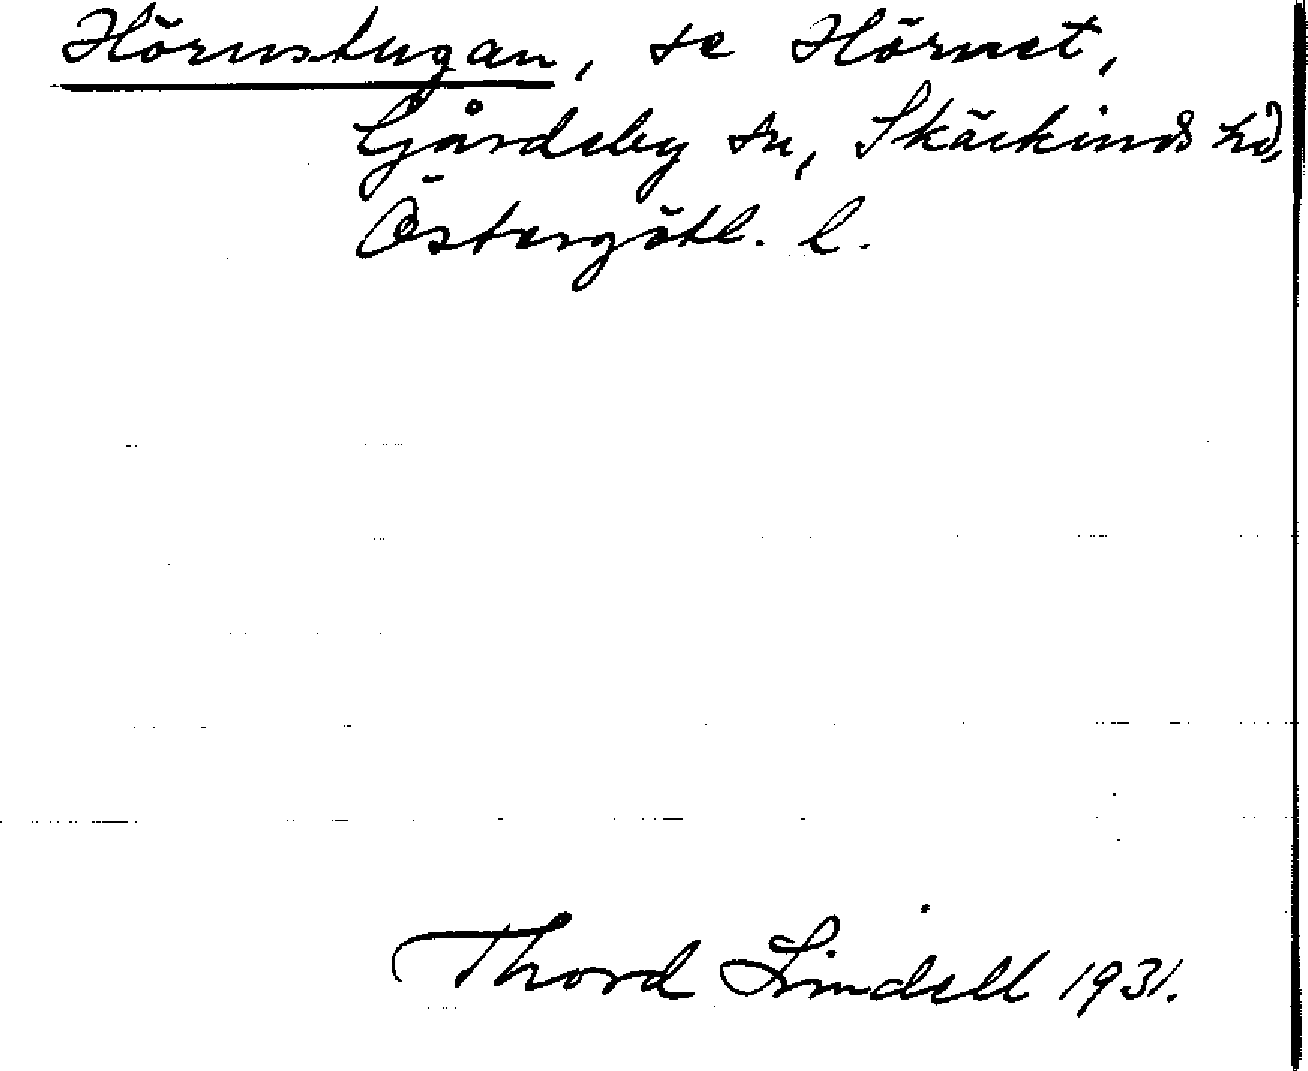 Hörnstugan, se Hörnet,
Gårdeby sn, Skärkinds hd,
Östergötl. l.
Thord Lindell 1931.